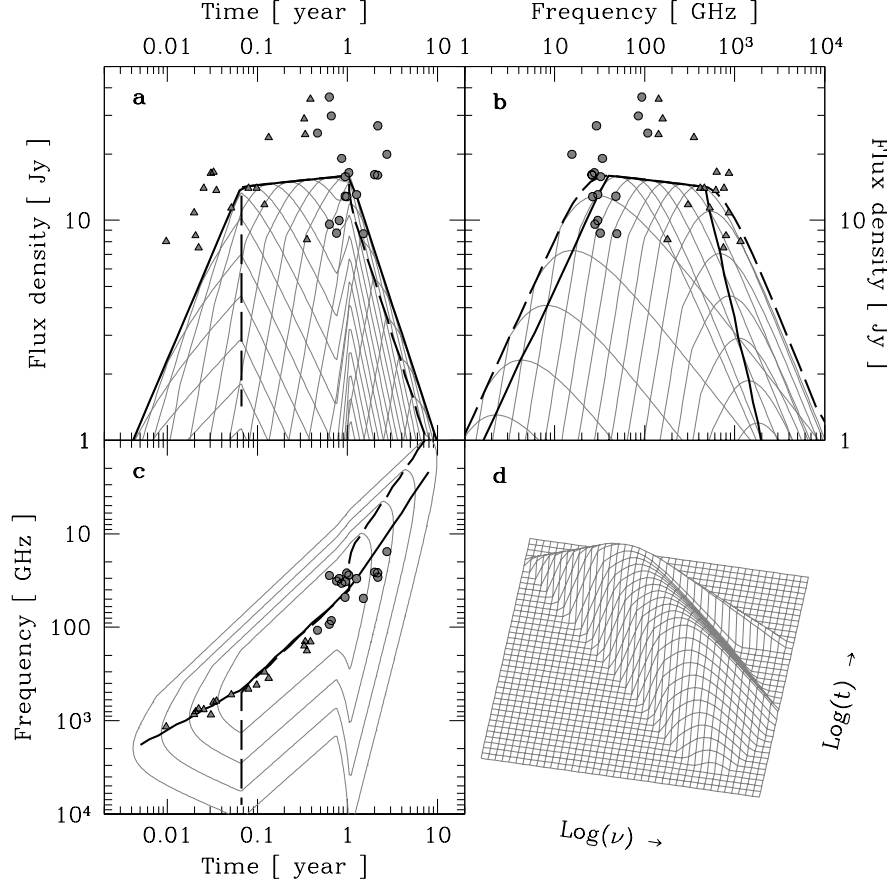 Time [ year ]
Frequency [ GHz ]
0.01 0.1 1 10
1 10 100 10³ 10⁴
a
b
Flux density [ Jy ]
10
1
10
1
Flux density [ Jy ]
c
d
Frequency [ GHz ]
10
100
10³
10⁴
0.01 0.1 1 10
Time [ year ]
Log(t) →
Log(ν) →